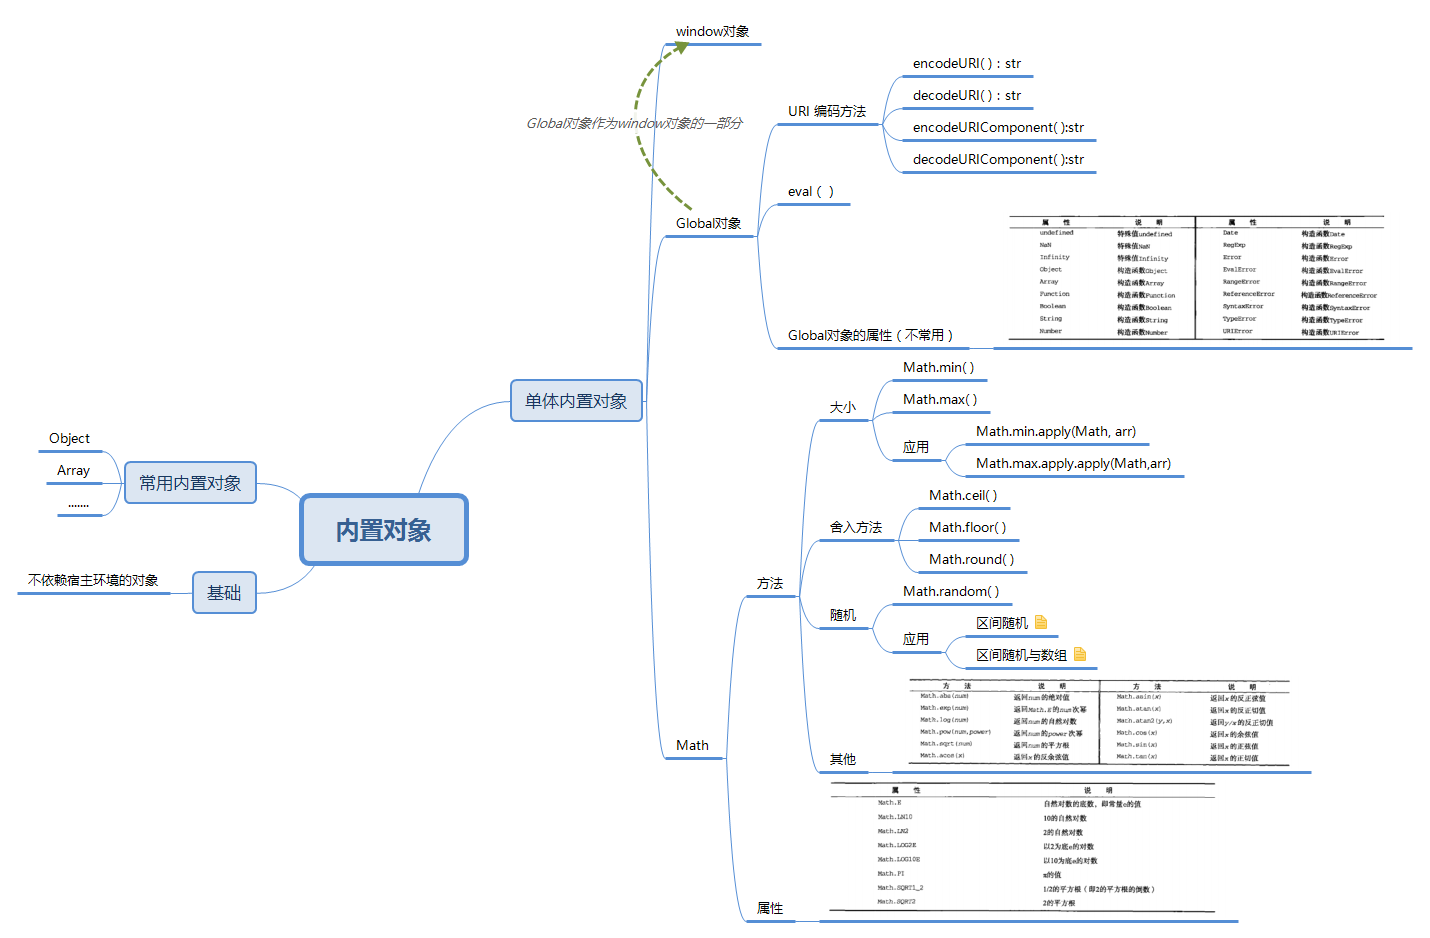 内置对象
常用内置对象
Object
Array
.......
基础
不依赖宿主环境的对象
单体内置对象
window对象
Global对象作为window对象的一部分
Global对象
URI 编码方法
encodeURI( ) : str
decodeURI( ) : str
encodeURIComponent( ):str
decodeURIComponent( ):str
eval ( )
Global对象的属性（不常用）
属 性 说 明 属 性 说 明
undefined 特殊值undefined Date 构造函数Date
NaN 特殊值NaN RegExp 构造函数RegExp
Infinity 特殊值Infinity Error 构造函数Error
Object 构造函数Object EvalError 构造函数EvalError
Array 构造函数Array RangeError 构造函数RangeError
Function 构造函数Function ReferenceError 构造函数ReferenceError
Boolean 构造函数Boolean SyntaxError 构造函数SyntaxError
String 构造函数String TypeError 构造函数TypeError
Number 构造函数Number URIError 构造函数URIError
Math
方法
大小
Math.min( )
Math.max( )
应用
Math.min.apply(Math, arr)
Math.max.apply.apply(Math,arr)
舍入方法
Math.ceil( )
Math.floor( )
Math.round( )
随机
Math.random( )
应用
区间随机
区间随机与数组
其他
方 法 说 明 方 法 说 明
Math.abs(num) 返回num的绝对值 Math.asin(x) 返回x的反正弦值
Math.exp(num) 返回Math.E的num次幂 Math.atan(x) 返回x的反正切值
Math.log(num) 返回num的自然对数 Math.atan2(y,x) 返回y/x的反正切值
Math.pow(num,power) 返回num的power次幂 Math.cos(x) 返回x的余弦值
Math.sqrt(num) 返回num的平方根 Math.sin(x) 返回x的正弦值
Math.acos(x) 返回x的反余弦值 Math.tan(x) 返回x的正切值
属性
属 性 说 明
Math.E 自然对数的底数，即常量e的值
Math.LN10 10的自然对数
Math.LN2 2的自然对数
Math.LOG2E 以2为底e的对数
Math.LOG10E 以10为底e的对数
Math.PI π的值
Math.SQRT1_2 1/2的平方根（即2的平方根的倒数）
Math.SQRT2 2的平方根